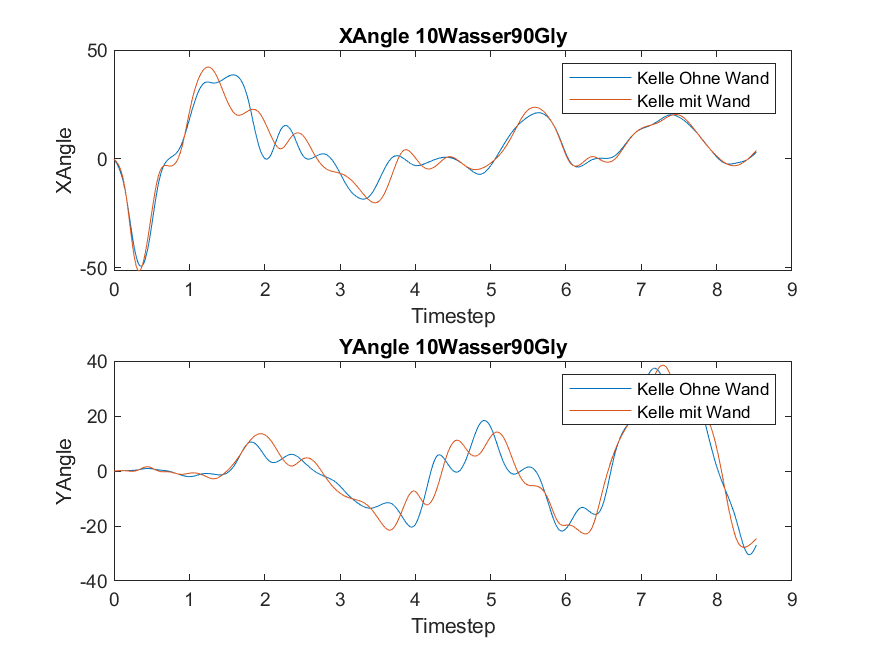 XAngle 10Wasser90Gly
50
0
-50
XAngle
Kelle Ohne Wand
Kelle mit Wand
0 1 2 3 4 5 6 7 8 9
Timestep
YAngle 10Wasser90Gly
40
20
0
-20
-40
YAngle
Kelle Ohne Wand
Kelle mit Wand
0 1 2 3 4 5 6 7 8 9
Timestep